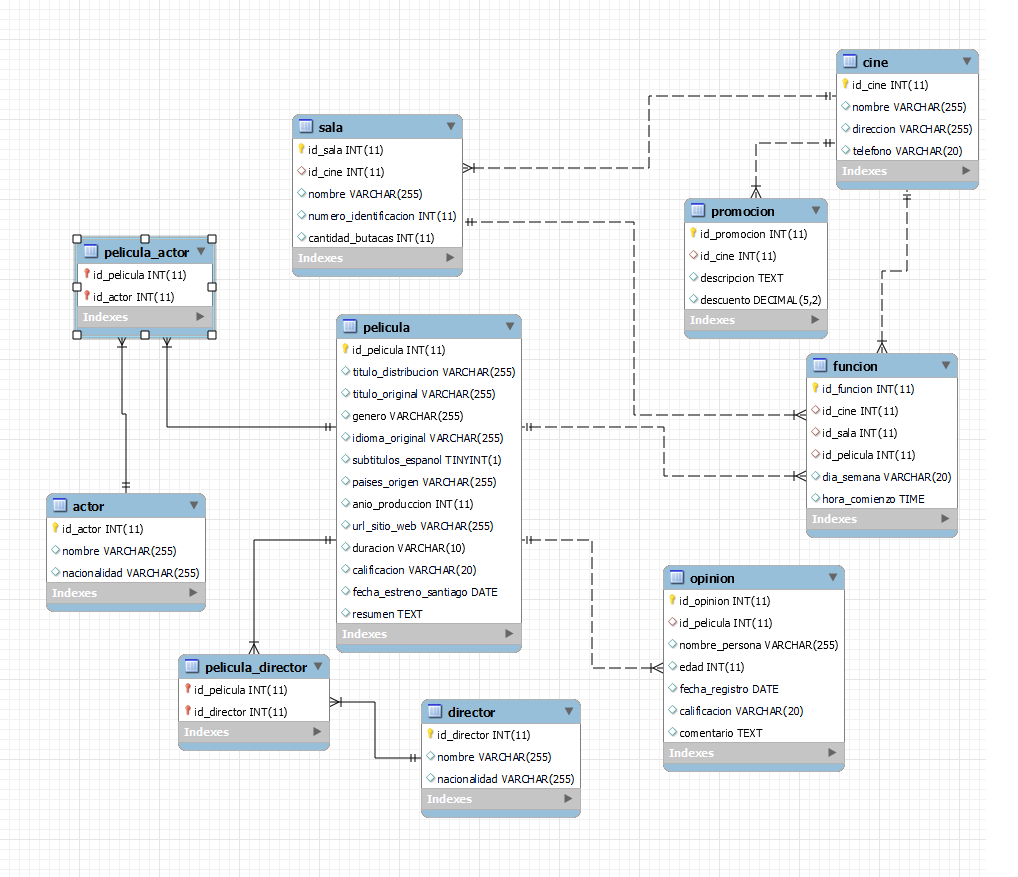 cine
id_cine INT(11)
nombre VARCHAR(255)
direccion VARCHAR(255)
telefono VARCHAR(20)
Indexes
sala
id_sala INT(11)
id_cine INT(11)
nombre VARCHAR(255)
numero_identificacion INT(11)
cantidad_butacas INT(11)
Indexes
promocion
id_promocion INT(11)
id_cine INT(11)
descripcion TEXT
descuento DECIMAL(5,2)
Indexes
pelicula_actor
id_pelicula INT(11)
id_actor INT(11)
Indexes
pelicula
id_pelicula INT(11)
titulo_distribucion VARCHAR(255)
titulo_original VARCHAR(255)
genero VARCHAR(255)
idioma_original VARCHAR(255)
subtitulos_espanol TINYINT(1)
paises_origen VARCHAR(255)
anio_produccion INT(11)
url_sitio_web VARCHAR(255)
duracion VARCHAR(10)
calificacion VARCHAR(20)
fecha_estreno_santiago DATE
resumen TEXT
Indexes
funcion
id_funcion INT(11)
id_cine INT(11)
id_sala INT(11)
id_pelicula INT(11)
dia_semana VARCHAR(20)
hora_comienzo TIME
Indexes
actor
id_actor INT(11)
nombre VARCHAR(255)
nacionalidad VARCHAR(255)
Indexes
opinion
id_opinion INT(11)
id_pelicula INT(11)
nombre_persona VARCHAR(255)
edad INT(11)
fecha_registro DATE
calificacion VARCHAR(20)
comentario TEXT
Indexes
pelicula_director
id_pelicula INT(11)
id_director INT(11)
Indexes
director
id_director INT(11)
nombre VARCHAR(255)
nacionalidad VARCHAR(255)
Indexes